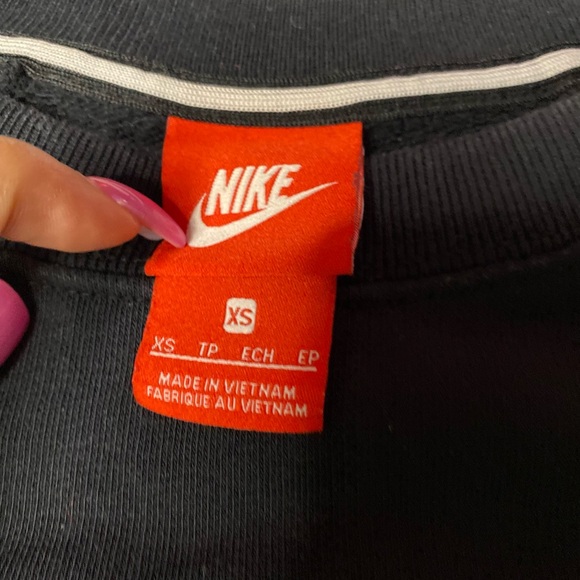 NIKE
XS
XS TP ECH EP
MADE IN VIETNAM
FABRIQUE AU VIETNAM